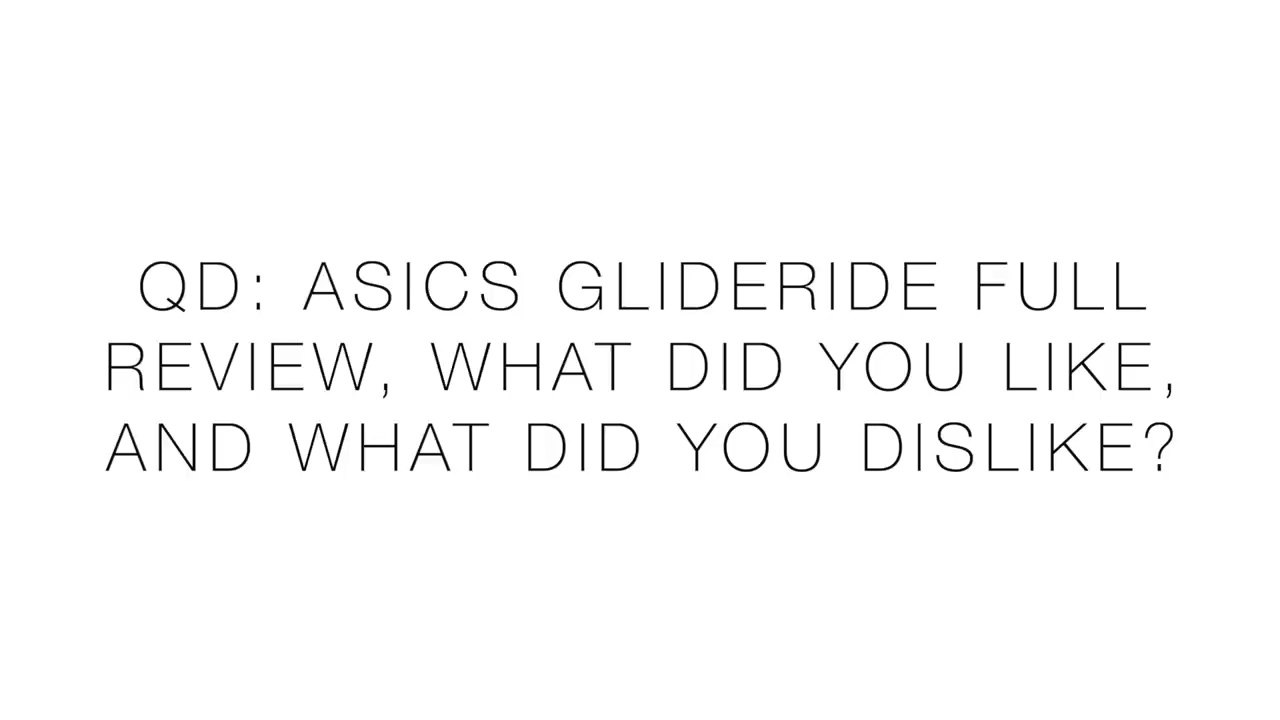 QD: ASICS GLIDERIDE FULL
REVIEW, WHAT DID YOU LIKE,
AND WHAT DID YOU DISLIKE?